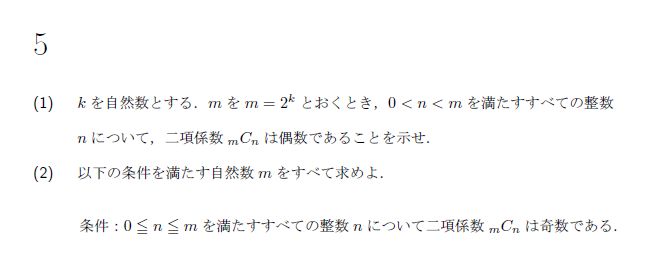 5
(1) k を自然数とする．m を m = 2^k とおくとき，0 < n < m を満たすすべての整数
n について，二項係数 ₘCₙ は偶数であることを示せ．
(2) 以下の条件を満たす自然数 m をすべて求めよ．
条件 : 0 ≦ n ≦ m を満たすすべての整数 n について二項係数 ₘCₙ は奇数である．